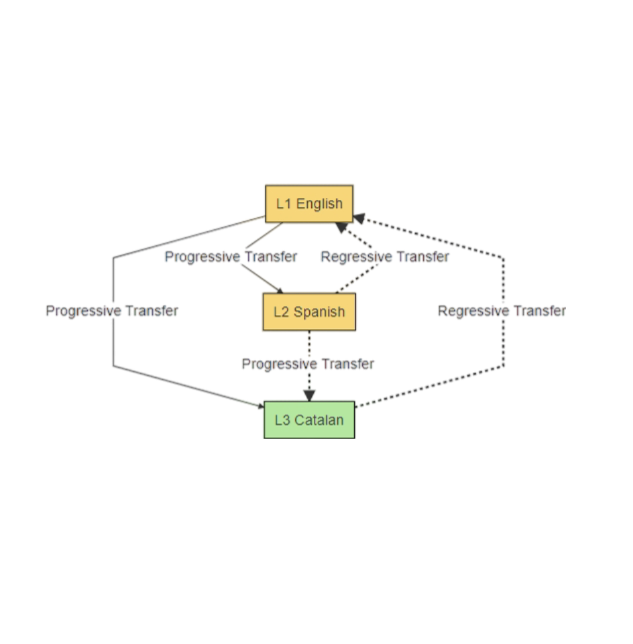 L1 English
Progressive Transfer
Regressive Transfer
Progressive Transfer
L2 Spanish
Regressive Transfer
Progressive Transfer
L3 Catalan